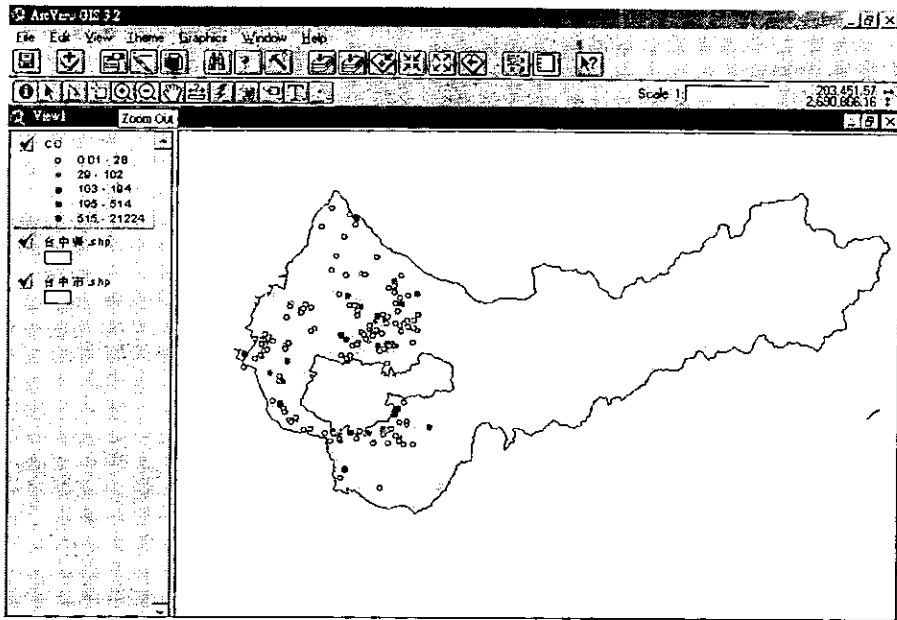 ArcView GIS 3.2
File Edit View Theme Graphics Window Help
Scale 1:
203,451.57
2,690,806.16
View1
Zoom Out
CO
0.01 - 28
29 - 102
103 - 194
195 - 514
515 - 21224
台中縣.shp
台中市.shp